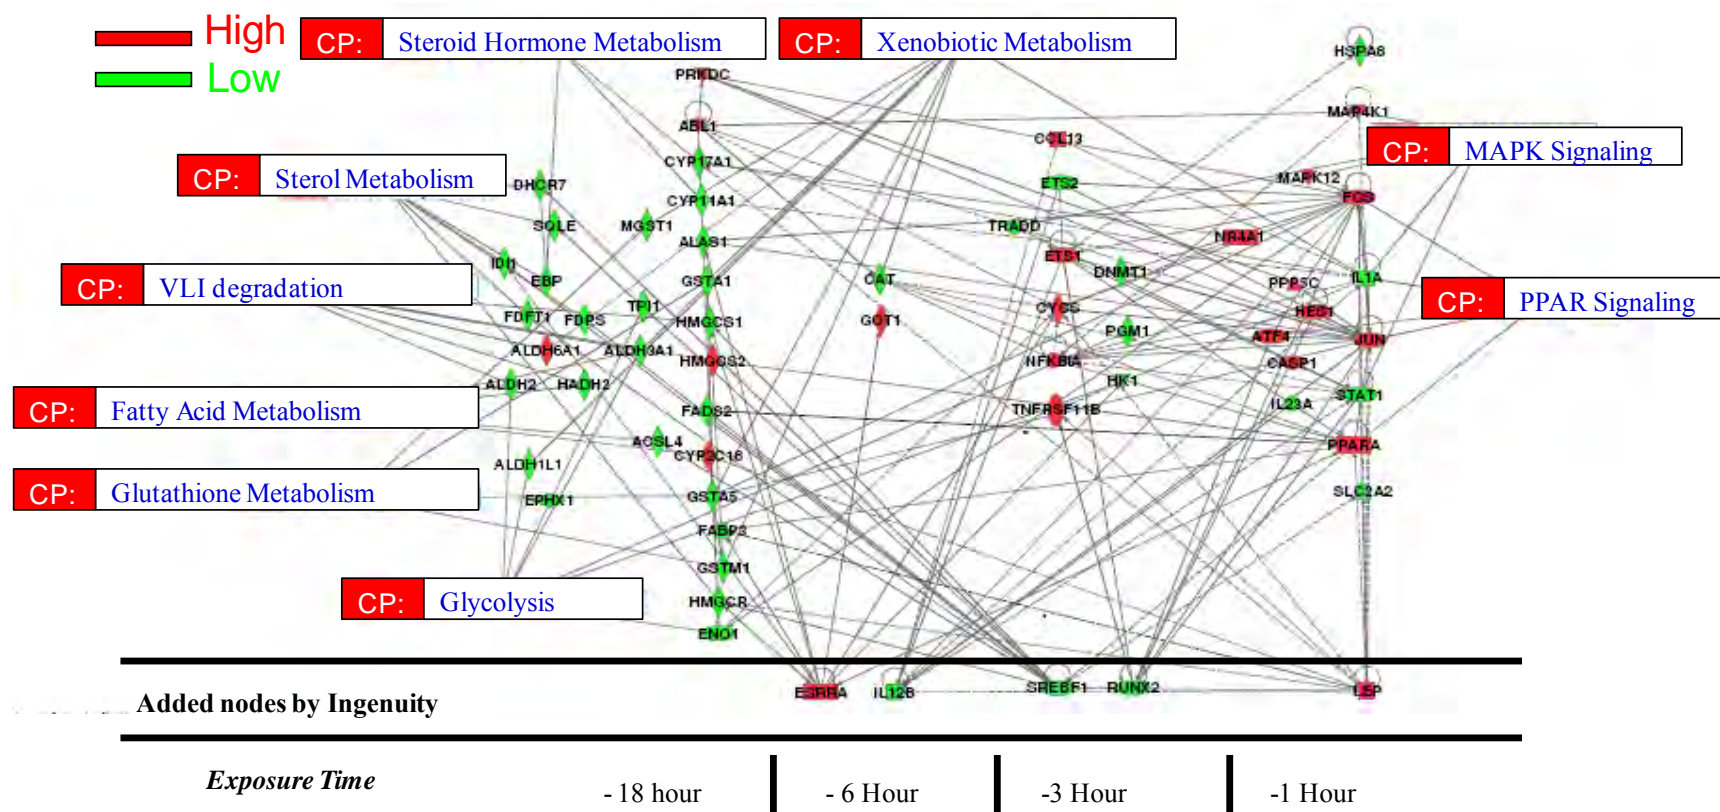 High
Low
CP: Steroid Hormone Metabolism
CP: Xenobiotic Metabolism
HSPA8
PRKDC
MAP4K1
ABL1
CCL13
CP: MAPK Signaling
CYP17A1
CP: Sterol Metabolism
DHCR7
ETS2
MAPK12
FOS
CYP11A1
SQLE
MGST1
TRADD
NR4A1
ALAS1
ETS1
IDI1
DNMT1
EBP
GSTA1
CAT
PPP5C
IL1A
CP: VLI degradation
CP: PPAR Signaling
TPI1
CYCS
HES1
FDFT1
FDPS
HMGCS1
GOT1
PGM1
ATF4
JUN
ALDH6A1
ALDH3A1
HMGCS2
NFKBIA
CASP1
ALDH2
HADH2
HK1
STAT1
CP: Fatty Acid Metabolism
FADS2
TNFRSF11B
IL23A
ACSL4
PPARA
CYP2C18
ALDH1L1
CP: Glutathione Metabolism
EPHX1
GSTA5
SLC2A2
FABP3
GSTM1
CP: Glycolysis
HMGCR
ENO1
ESRRA
IL12B
SREBF1
RUNX2
LEP
Added nodes by Ingenuity
Exposure Time
- 18 hour
- 6 Hour
-3 Hour
-1 Hour